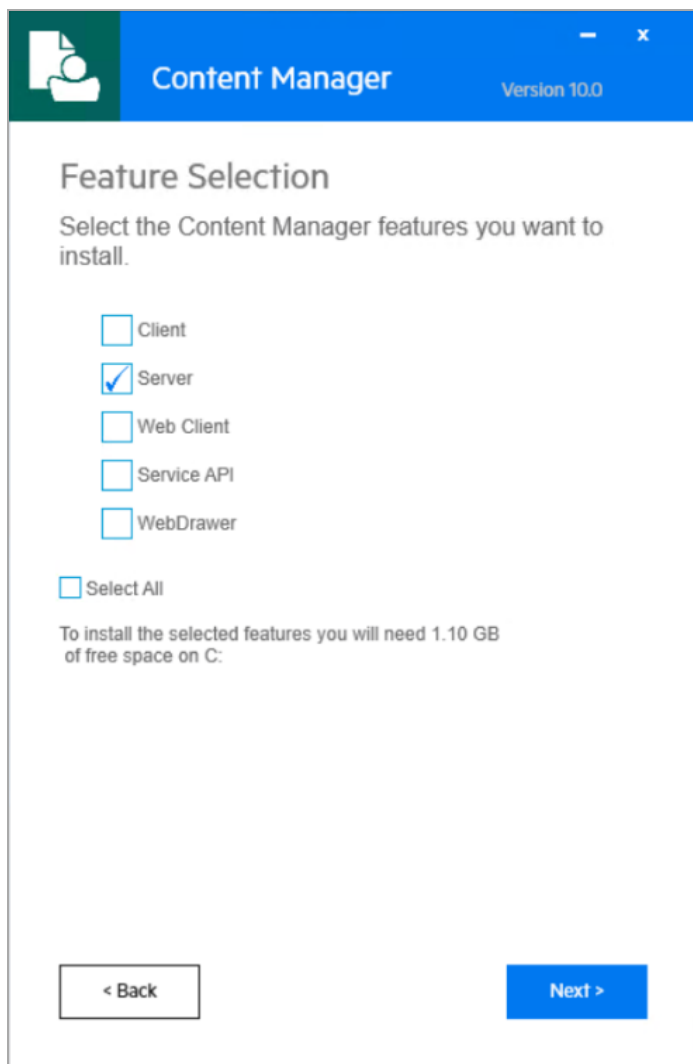 Content Manager
Version 10.0
Feature Selection
Select the Content Manager features you want to
install.
Client
Server
Web Client
Service API
WebDrawer
Select All
To install the selected features you will need 1.10 GB
of free space on C:
< Back
Next >